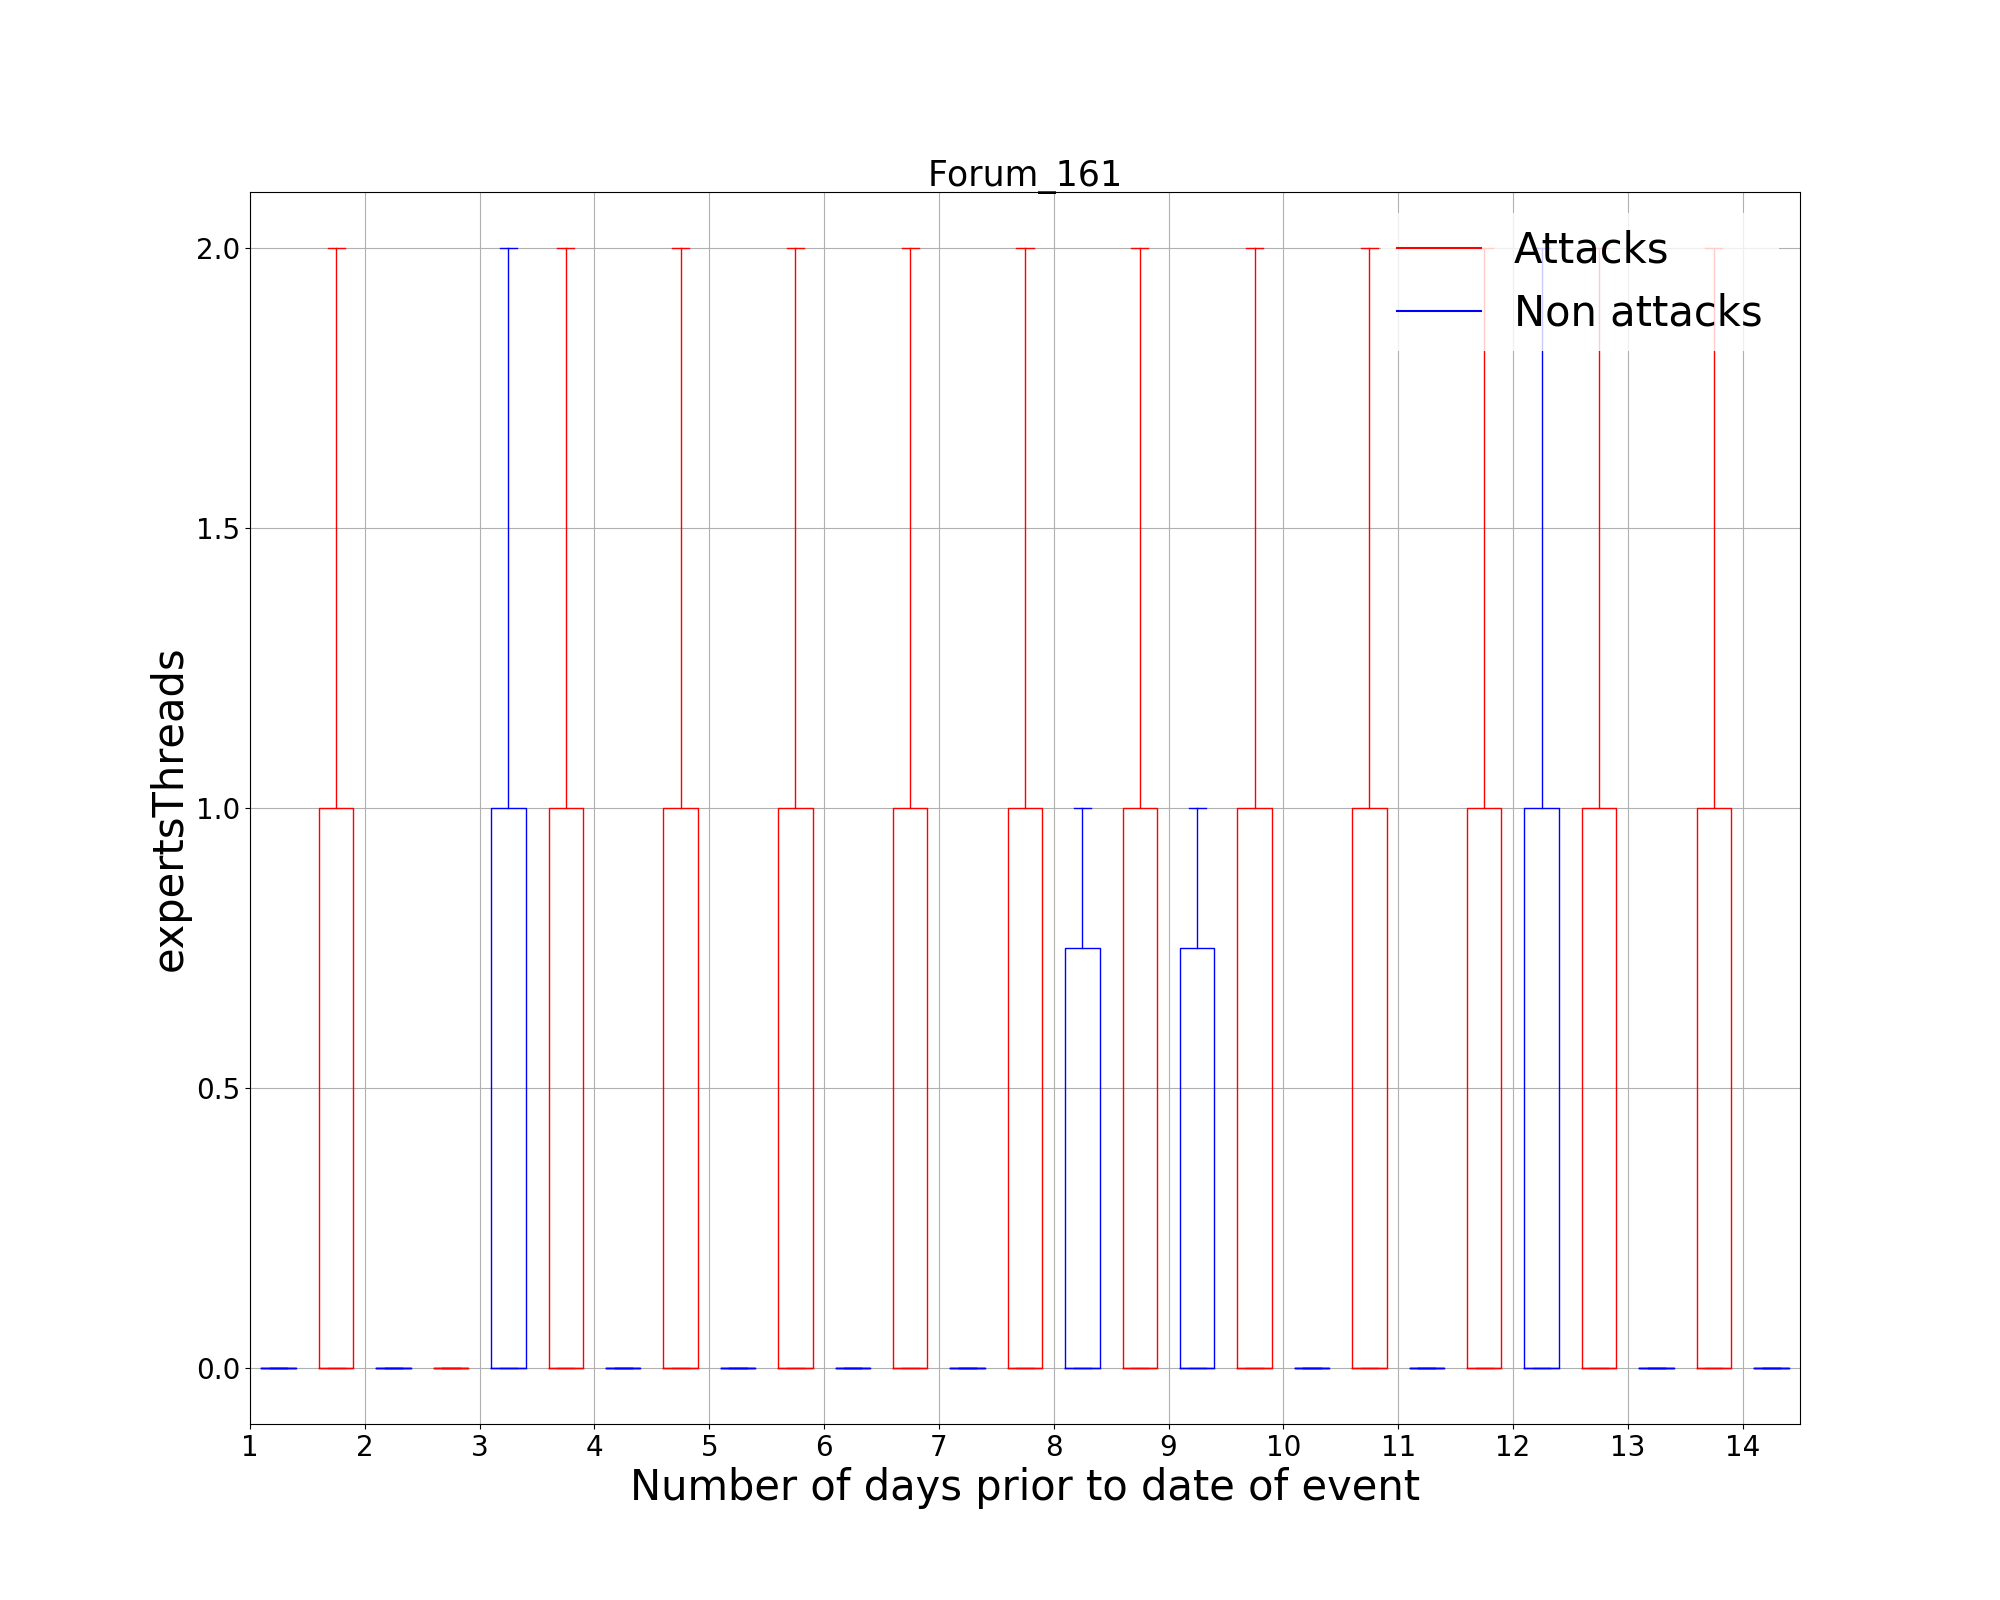 Forum_161
2.0
1.5
1.0
0.5
0.0
expertsThreads
Attacks
Non attacks
1 2 3 4 5 6 7 8 9 10 11 12 13 14
Number of days prior to date of event